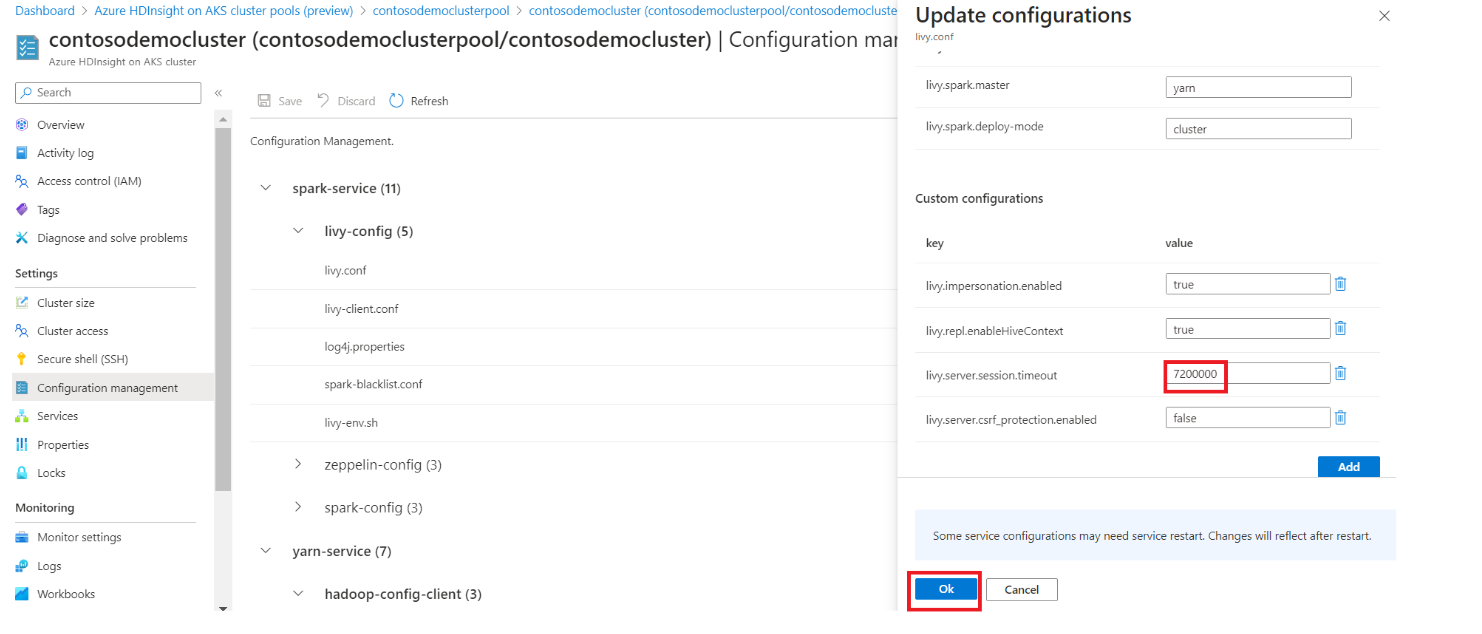 Dashboard > Azure HDInsight on AKS cluster pools (preview) > contosodemoclusterpool > contosodemocluster (contosodemoclusterpool/contosodemocluste
contosodemocluster (contosodemoclusterpool/contosodemocluster) | Configuration mar
Azure HDInsight on AKS cluster
Search
«
Overview
Activity log
Access control (IAM)
Tags
Diagnose and solve problems
Settings
Cluster size
Cluster access
Secure shell (SSH)
Configuration management
Services
Properties
Locks
Monitoring
Monitor settings
Logs
Workbooks
Save Discard Refresh
Configuration Management.
spark-service (11)
livy-config (5)
livy.conf
livy-client.conf
log4j.properties
spark-blacklist.conf
livy-env.sh
zeppelin-config (3)
spark-config (3)
yarn-service (7)
hadoop-config-client (3)
Update configurations
livy.conf
livy.spark.master yarn
livy.spark.deploy-mode cluster
Custom configurations
key value
livy.impersonation.enabled true
livy.repl.enableHiveContext true
livy.server.session.timeout 7200000
livy.server.csrf_protection.enabled false
Add
Some service configurations may need service restart. Changes will reflect after restart.
Ok Cancel